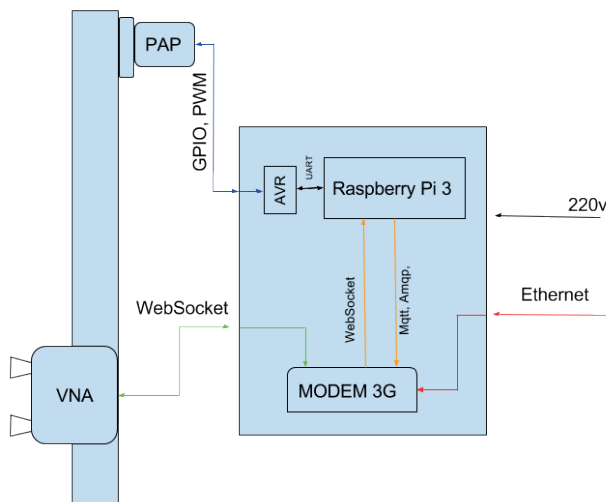 PAP
GPIO, PWM
UART
AVR
Raspberry Pi 3
220v
WebSocket
WebSocket
Mqtt, Amqp,
Ethernet
VNA
MODEM 3G